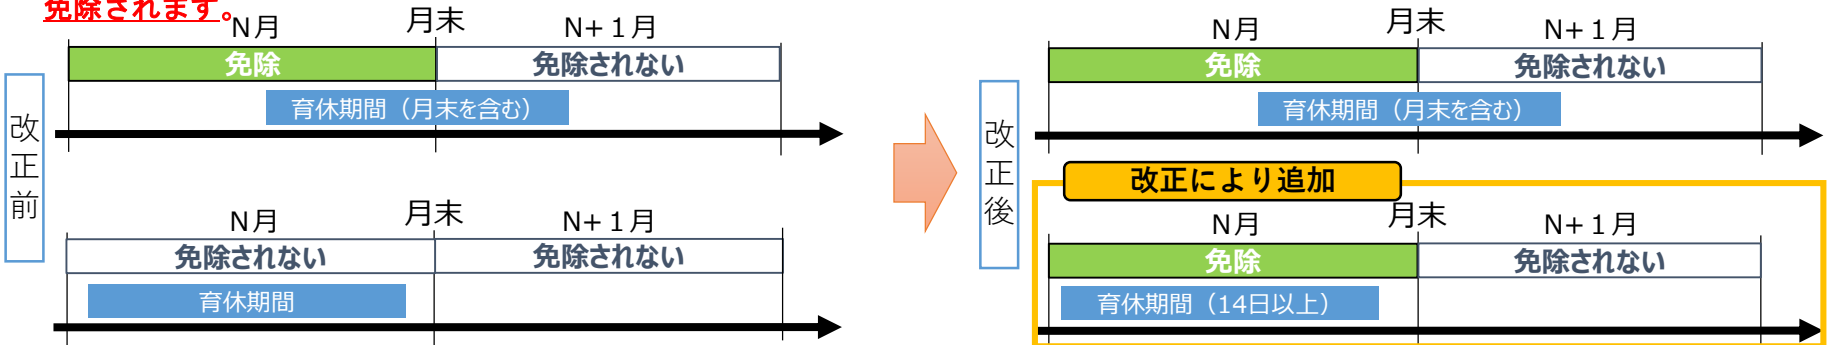 免除されます。
N月 月末 N+１月
免除 免除されない
育休期間（月末を含む）
改正前
N月 月末 N+１月
免除されない 免除されない
育休期間
N月 月末 N+１月
免除 免除されない
育休期間（月末を含む）
改正後
改正により追加
N月 月末 N+１月
免除 免除されない
育休期間（14日以上）